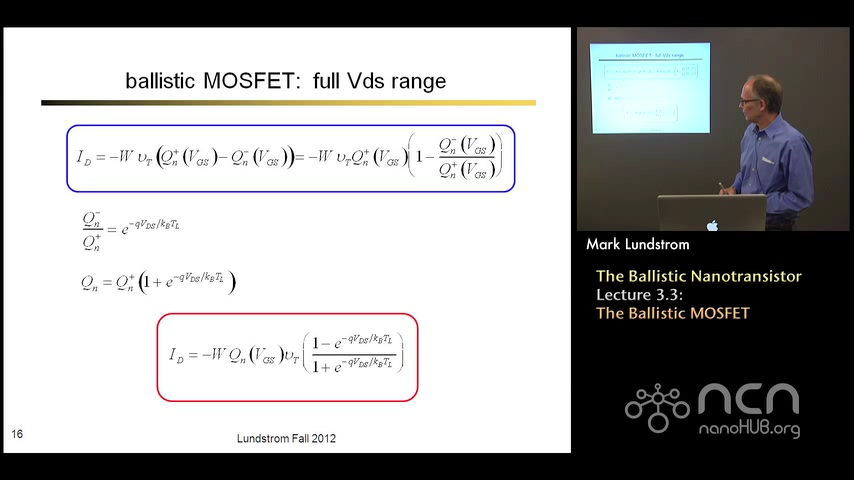 ballistic MOSFET: full Vds range
I_D = −W υ_T (Q_n^+ (V_GS) − Q_n^- (V_GS)) = −W υ_T Q_n^+ (V_GS) (1 − Q_n^- (V_GS) / Q_n^+ (V_GS))
Q_n^- / Q_n^+ = e^{−qV_DS/k_BT_L}
Q_n = Q_n^+ (1 + e^{−qV_DS/k_BT_L})
I_D = −W Q_n (V_GS) υ_T ((1 − e^{−qV_DS/k_BT_L}) / (1 + e^{−qV_DS/k_BT_L}))
16
Lundstrom Fall 2012
Mark Lundstrom
The Ballistic Nanotransistor
Lecture 3.3:
The Ballistic MOSFET
ncn
nanoHUB.org